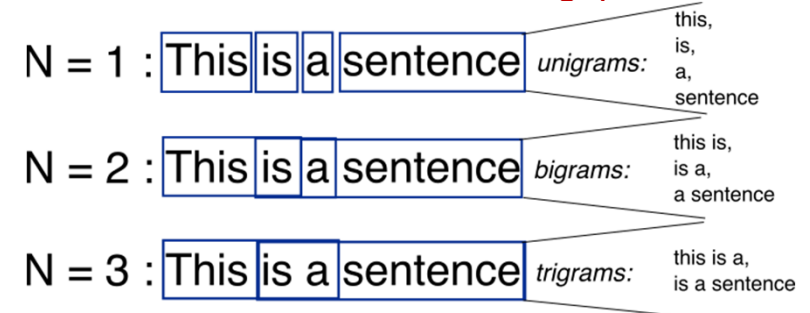 N = 1 : This is a sentence unigrams:
this,
is,
a,
sentence
N = 2 : This is a sentence bigrams:
this is,
is a,
a sentence
N = 3 : This is a sentence trigrams:
this is a,
is a sentence